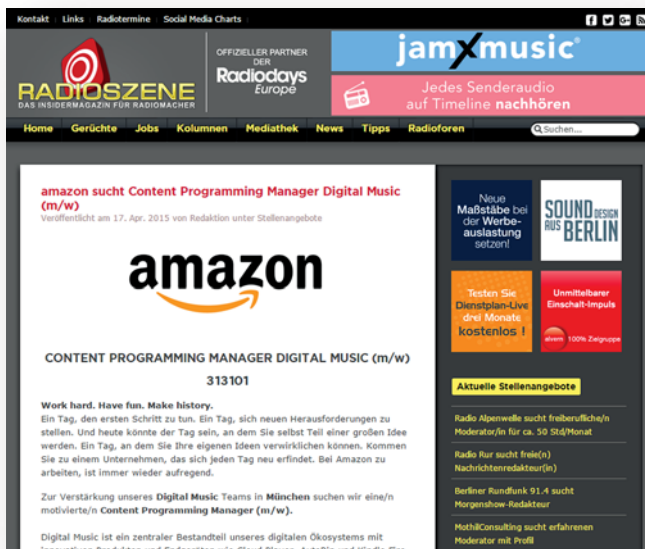 Kontakt
Links
Radiotermine
Social Media Charts
RADIOSZENE
DAS INSIDERMAGAZIN FÜR RADIOMACHER
OFFIZIELLER PARTNER
DER
Radiodays
Europe
jamxmusic®
Jedes Senderaudio
auf Timeline nachhören
Home Gerüchte Jobs Kolumnen Mediathek News Tipps Radioforen
Suchen...
amazon sucht Content Programming Manager Digital Music
(m/w)
Veröffentlicht am 17. Apr. 2015 von Redaktion unter Stellenangebote
amazon
CONTENT PROGRAMMING MANAGER DIGITAL MUSIC (m/w)
313101
Work hard. Have fun. Make history.
Ein Tag, den ersten Schritt zu tun. Ein Tag, sich neuen Herausforderungen zu
stellen. Und heute könnte der Tag sein, an dem Sie selbst Teil einer großen Idee
werden. Ein Tag, an dem Sie Ihre eigenen Ideen verwirklichen können. Kommen
Sie zu einem Unternehmen, das sich jeden Tag neu erfindet. Bei Amazon zu
arbeiten, ist immer wieder aufregend.
Zur Verstärkung unseres Digital Music Teams in München suchen wir eine/n
motivierte/n Content Programming Manager (m/w).
Digital Music ist ein zentraler Bestandteil unseres digitalen Ökosystems mit
Neue
Maßstäbe bei
der Werbe-
auslastung
setzen!
SOUND DESIGN
AUS BERLIN
Testen Sie
Dienstplan-Live
drei Monate
kostenlos !
Unmittelbarer
Einschalt-Impuls
100% Zielgruppe
Aktuelle Stellenangebote
Radio Alpenwelle sucht freiberufliche/n
Moderator/in für ca. 50 Std/Monat
Radio Rur sucht freie(n)
Nachrichtenredakteur(in)
Berliner Rundfunk 91.4 sucht
Morgenshow-Redakteur
MothilConsulting sucht erfahrenen
Moderator mit Profil